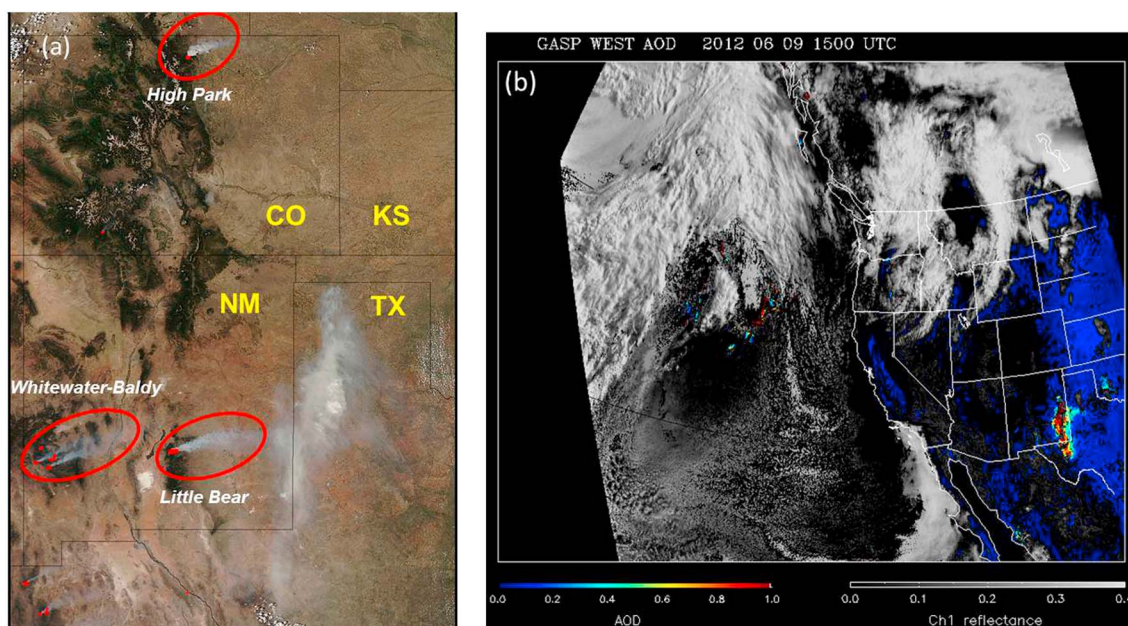 (a)
High Park
CO
KS
NM
TX
Whitewater-Baldy
Little Bear
GASP WEST AOD 2012 06 09 1500 UTC
(b)
0.0 0.2 0.4 0.6 0.8 1.0
AOD
0.0 0.1 0.2 0.3 0.4
Ch1 reflectance